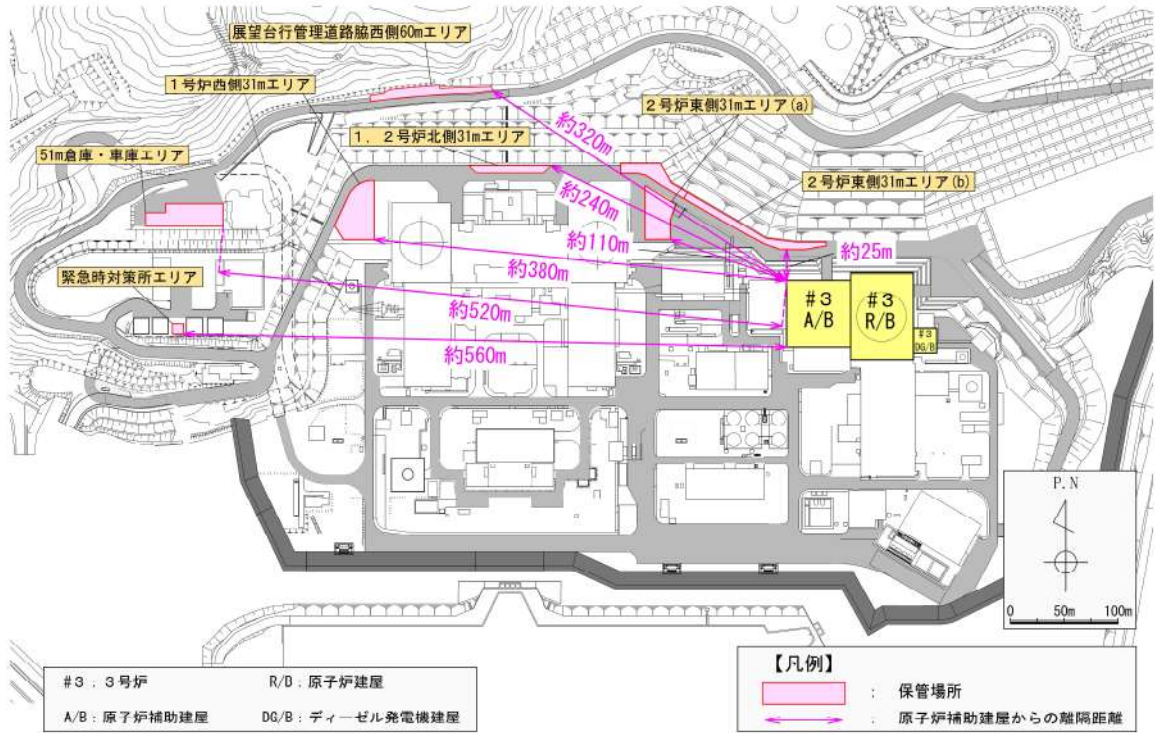 展望台行管理道路脇西側60mエリア
1号炉西側31mエリア
2号炉東側31mエリア(a)
1，2号炉北側31mエリア
51m倉庫・車庫エリア
2号炉東側31mエリア(b)
緊急時対策所エリア
約320m
約240m
約110m
約25m
約380m
約520m
約560m
#3
A/B
#3
R/B
#3
DG/B
P.N
0 50m 100m
#3．3号炉 R/D：原子炉建屋
A/B：原子炉補助建屋 DG/B：ディーゼル発電機建屋
【凡例】
： 保管場所
： 原子炉補助建屋からの離隔距離